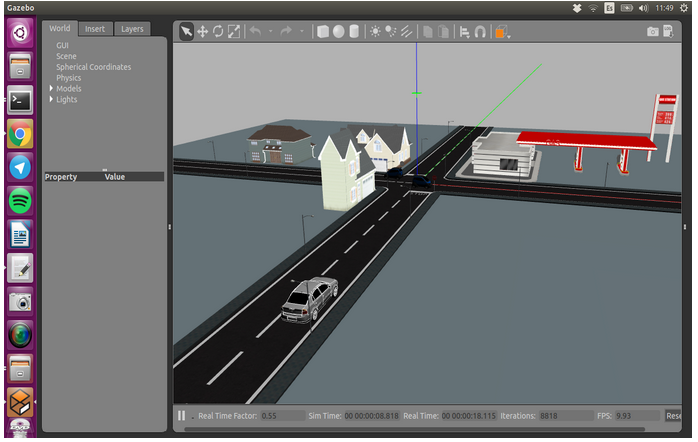 Gazebo
Es
11:49
World
Insert
Layers
GUI
Scene
Spherical Coordinates
Physics
Models
Lights
Property Value
Real Time Factor: 0.55 Sim Time: 00 00:00:08.818 Real Time: 00 00:00:18.115 Iterations: 8818 FPS: 9.93 Rese